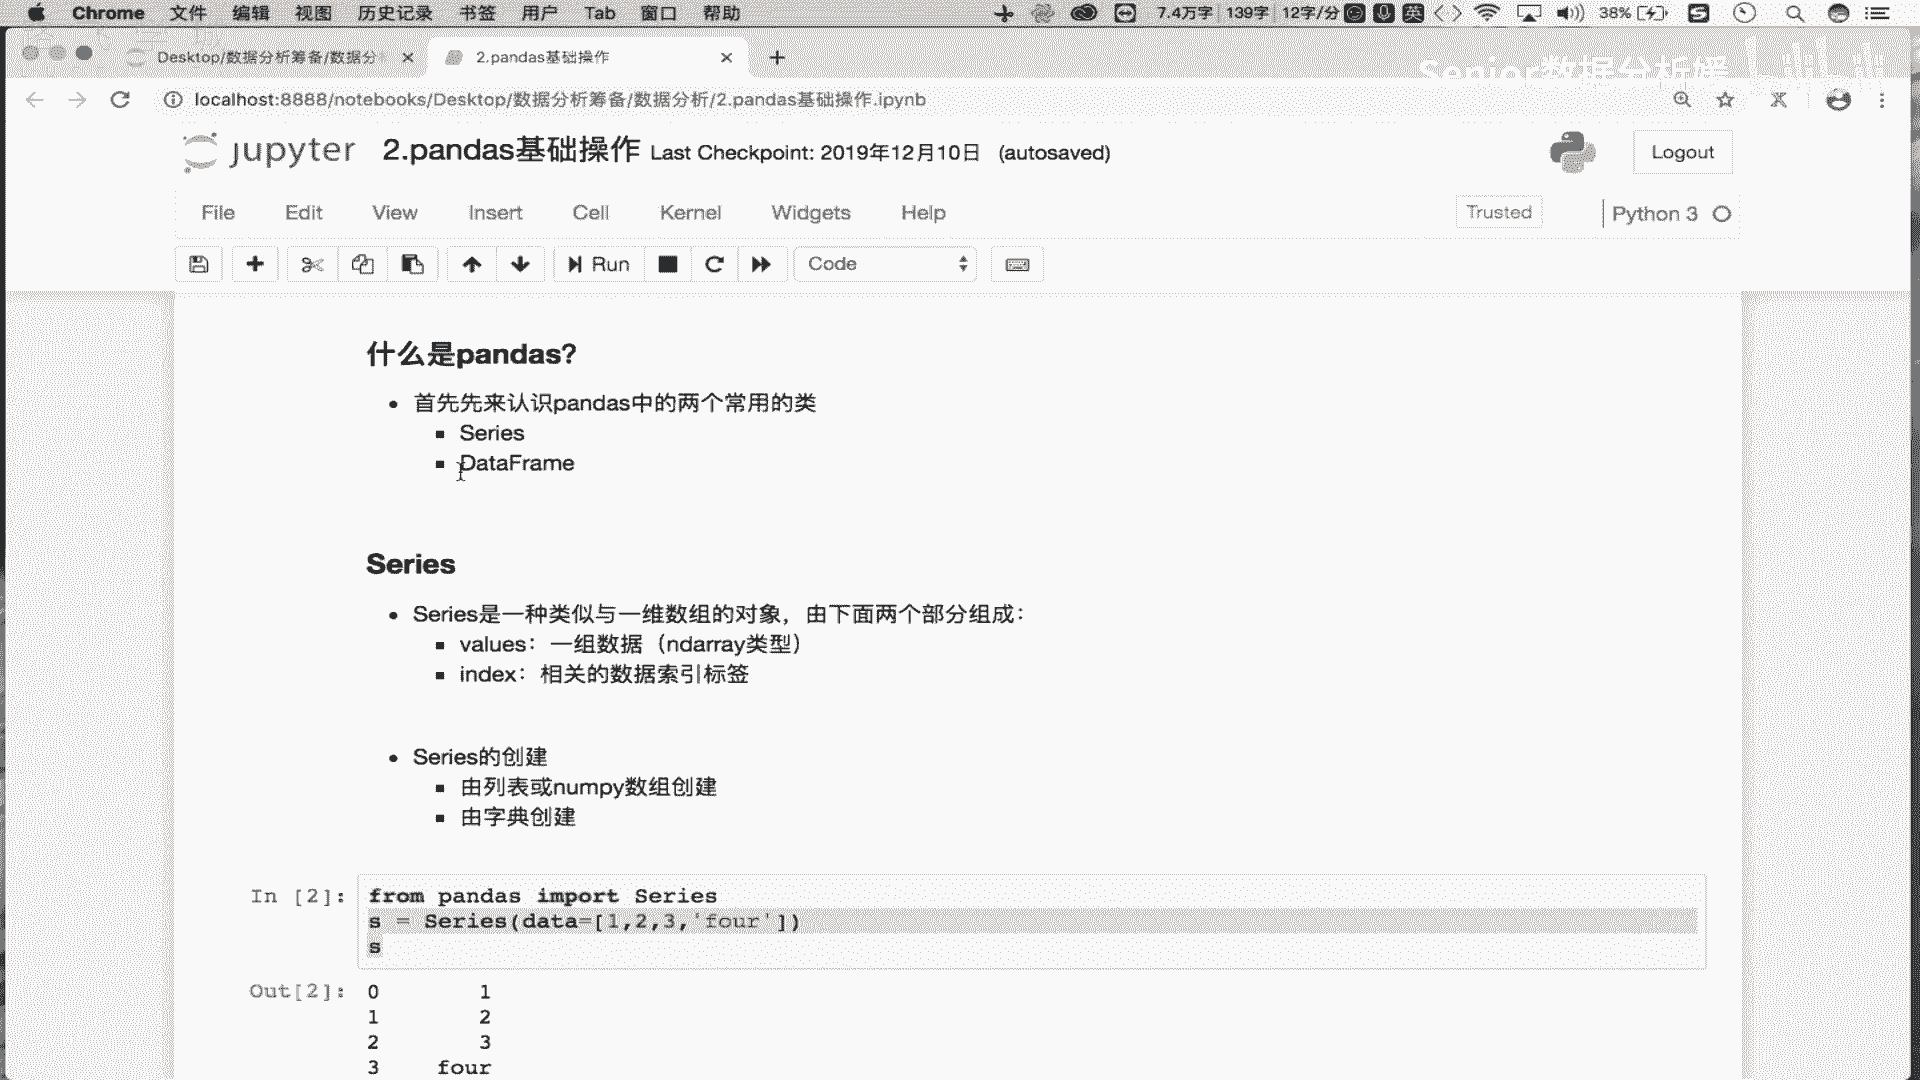 Chrome 文件 编辑 视图 历史记录 书签 用户 Tab 窗口 帮助 7.4万字 139字 12字/分 英 38%
Desktop/数据分析筹备/数据分 2.pandas基础操作
Senior数据分析媛 bilibili
localhost:8888/notebooks/Desktop/数据分析筹备/数据分析/2.pandas基础操作.ipynb
jupyter 2.pandas基础操作 Last Checkpoint: 2019年12月10日 (autosaved) Logout
File Edit View Insert Cell Kernel Widgets Help Trusted Python 3
Run Code
什么是pandas?
首先先来认识pandas中的两个常用的类
Series
DataFrame
Series
Series是一种类似与一维数组的对象，由下面两个部分组成：
values：一组数据（ndarray类型）
index：相关的数据索引标签
Series的创建
由列表或numpy数组创建
由字典创建
In [2]: from pandas import Series
s = Series(data=[1,2,3,'four'])
s
Out[2]: 0 1
1 2
2 3
3 four